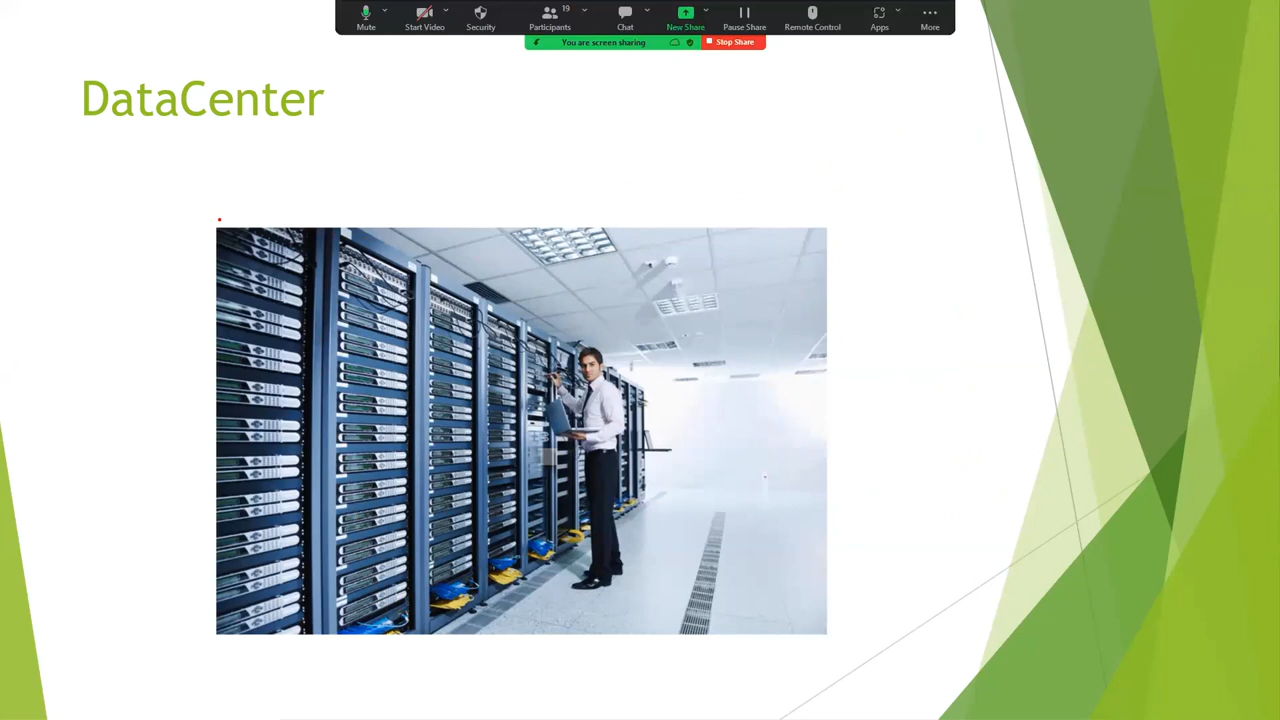 19
Mute
Start Video
Security
Participants
Chat
New Share
Pause Share
Remote Control
Apps
More
You are screen sharing
Stop Share
DataCenter